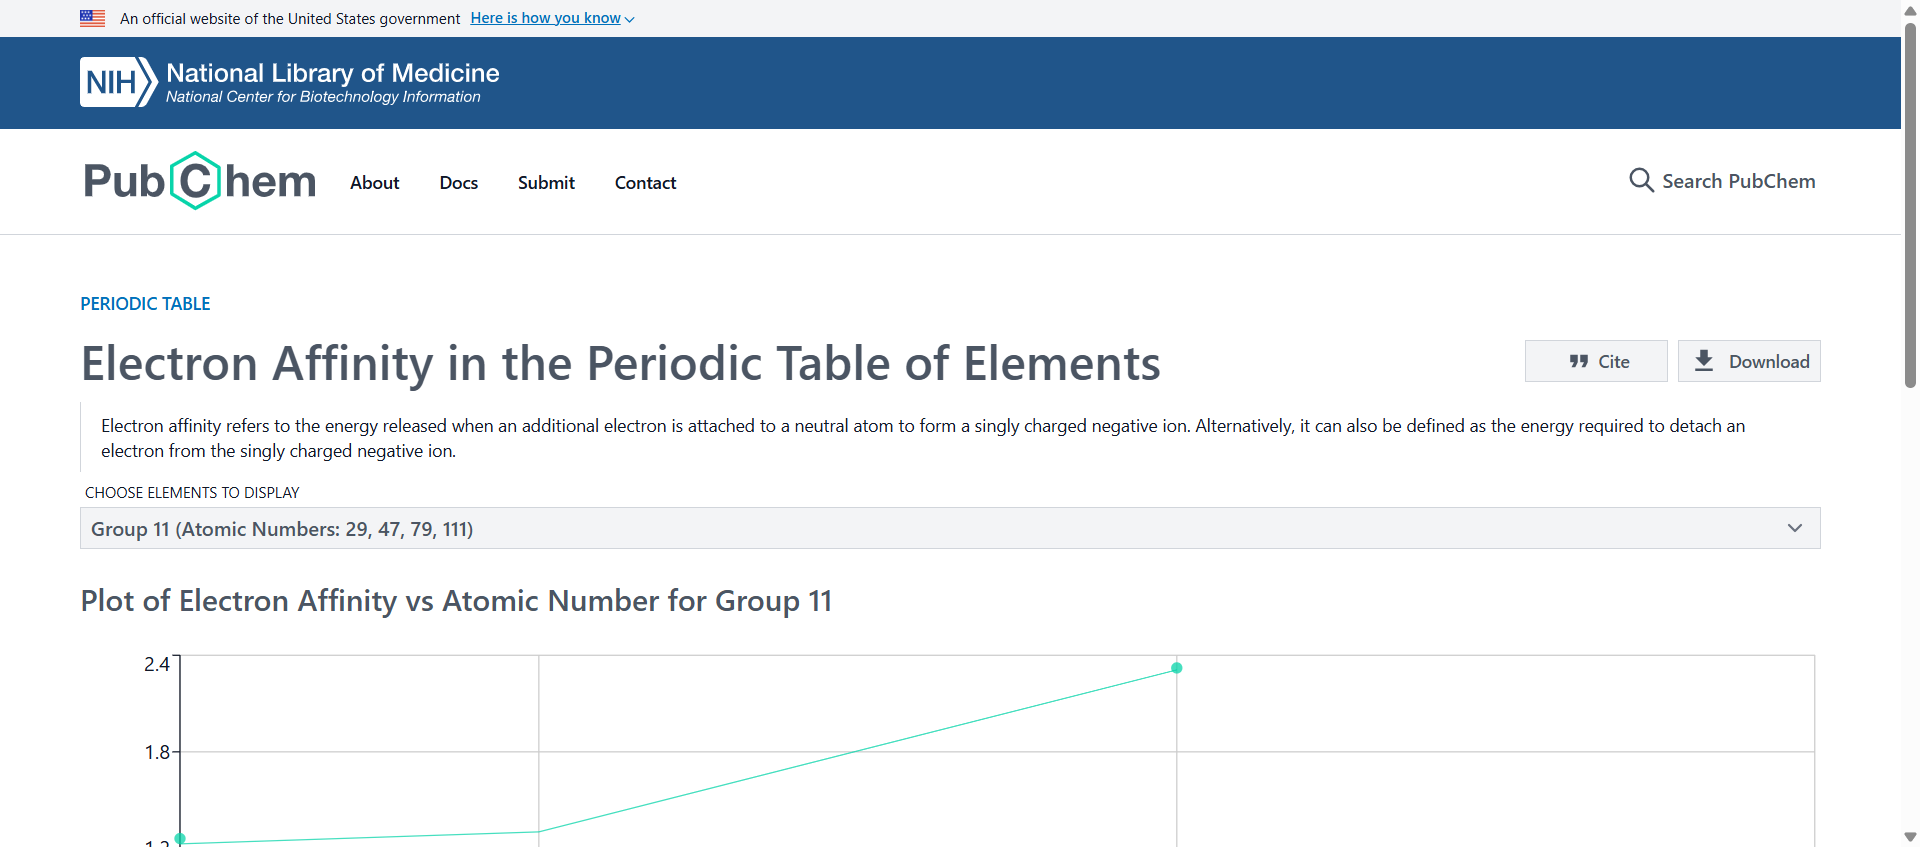 An official website of the United States government Here is how you know
NIH National Library of Medicine
National Center for Biotechnology Information
PubChem About Docs Submit Contact Search PubChem
PERIODIC TABLE
Electron Affinity in the Periodic Table of Elements
Cite Download
Electron affinity refers to the energy released when an additional electron is attached to a neutral atom to form a singly charged negative ion. Alternatively, it can also be defined as the energy required to detach an
electron from the singly charged negative ion.
CHOOSE ELEMENTS TO DISPLAY
Group 11 (Atomic Numbers: 29, 47, 79, 111)
Plot of Electron Affinity vs Atomic Number for Group 11
2.4
1.8